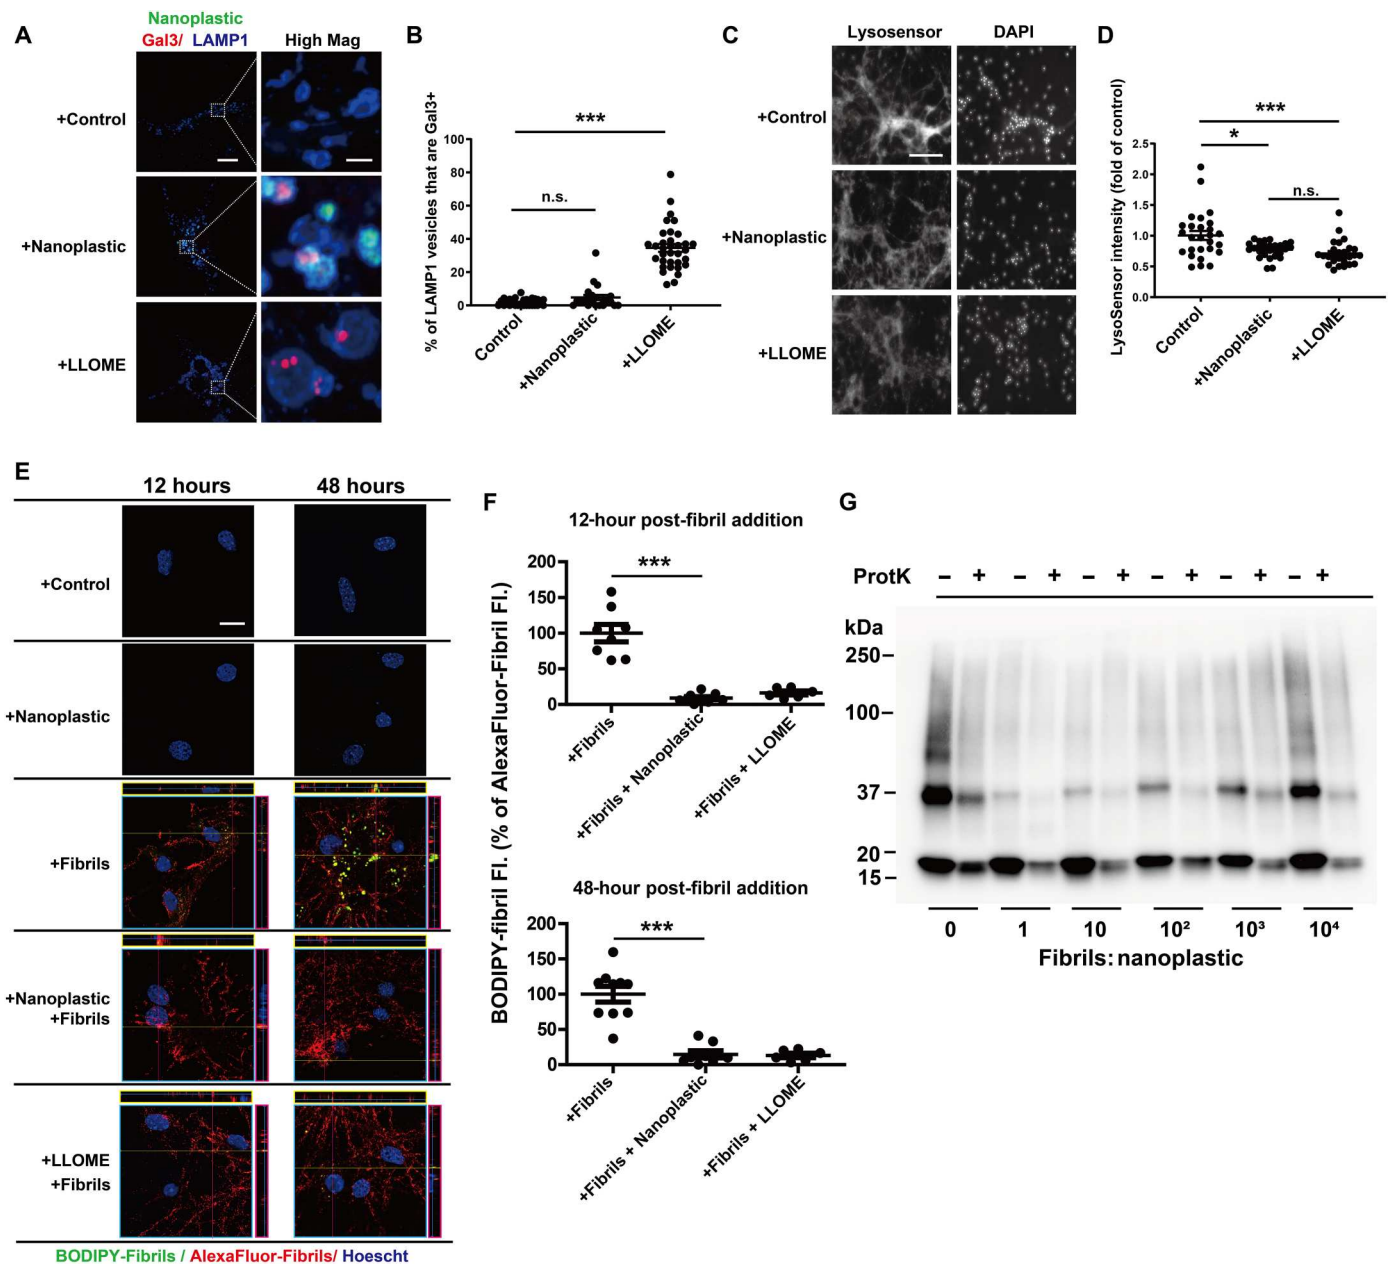 A
Nanoplastic
Gal3/ LAMP1
High Mag
+Control
+Nanoplastic
+LLOME
B
% of LAMP1 vesicles that are Gal3+
100
80
60
40
20
0
***
n.s.
Control
+Nanoplastic
+LLOME
C
Lysosensor
DAPI
+Control
+Nanoplastic
+LLOME
D
LysoSensor intensity (fold of control)
2.5
2.0
1.5
1.0
0.5
0.0
***
*
n.s.
Control
+Nanoplastic
+LLOME
E
12 hours
48 hours
+Control
+Nanoplastic
+Fibrils
+Nanoplastic
+Fibrils
+LLOME
+Fibrils
BODIPY-Fibrils / AlexaFluor-Fibrils/ Hoescht
F
BODIPY-fibril Fl. (% of AlexaFluor-Fibril Fl.)
12-hour post-fibril addition
200
150
100
50
0
***
+Fibrils
+Fibrils + Nanoplastic
+Fibrils + LLOME
48-hour post-fibril addition
200
150
100
50
0
***
+Fibrils
+Fibrils + Nanoplastic
+Fibrils + LLOME
G
ProtK – + – + – + – + – + – +
kDa
250
100
37
20
15
0 1 10 10² 10³ 10⁴
Fibrils: nanoplastic